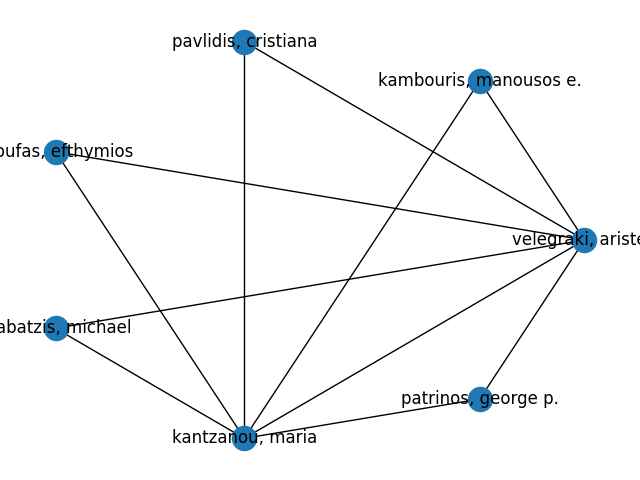 pavlidis, cristiana
kambouris, manousos e.
oufas, efthymios
velegraki, ariste
abatzis, michael
patrinos, george p.
kantzanou, maria